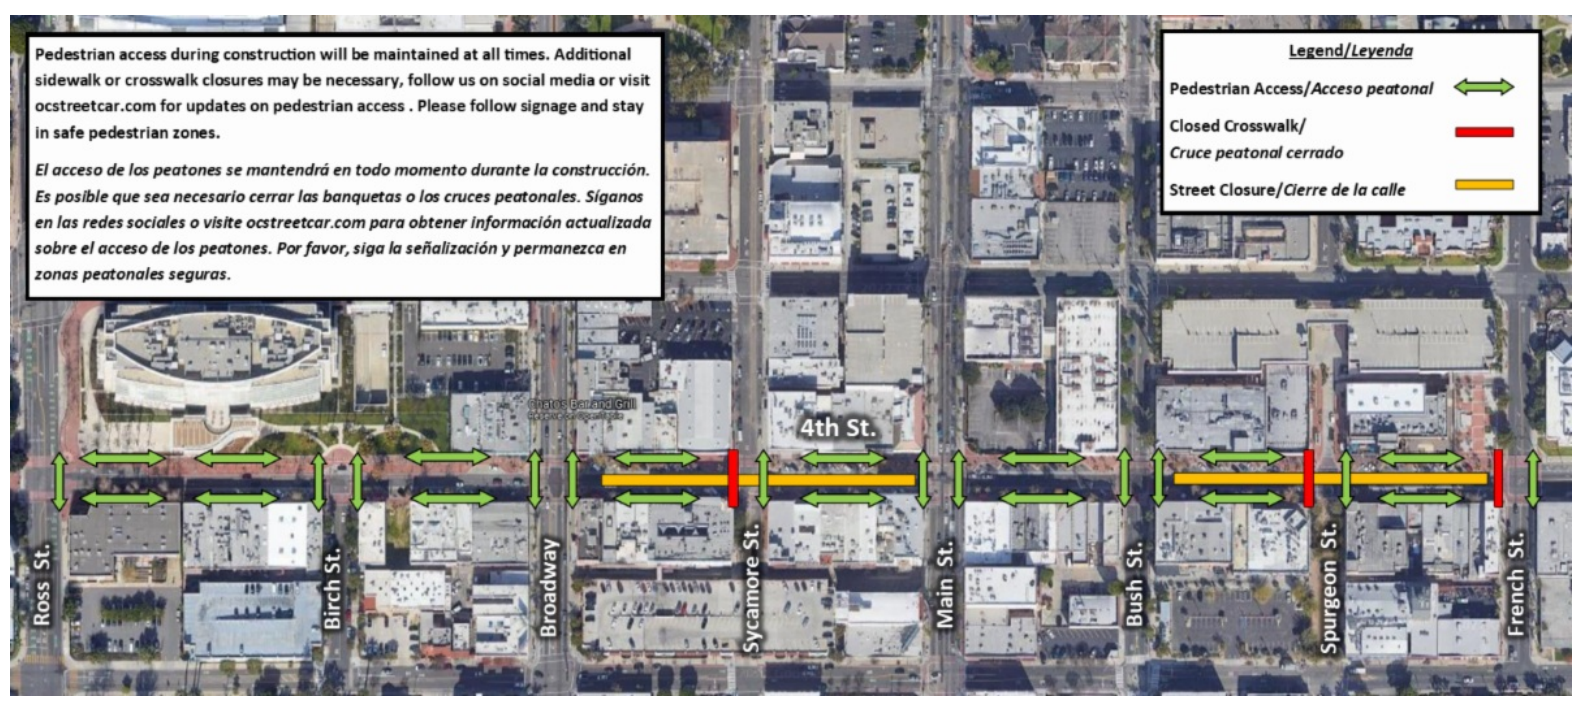 Pedestrian access during construction will be maintained at all times. Additional
sidewalk or crosswalk closures may be necessary, follow us on social media or visit
ocstreetcar.com for updates on pedestrian access . Please follow signage and stay
in safe pedestrian zones.
El acceso de los peatones se mantendrá en todo momento durante la construcción.
Es posible que sea necesario cerrar las banquetas o los cruces peatonales. Síganos
en las redes sociales o visite ocstreetcar.com para obtener información actualizada
sobre el acceso de los peatones. Por favor, siga la señalización y permanezca en
zonas peatonales seguras.
Legend/Leyenda
Pedestrian Access/Acceso peatonal
Closed Crosswalk/
Cruce peatonal cerrado
Street Closure/Cierre de la calle
Chatos Bar and Grill
4th St.
Ross St.
Birch St.
Broadway
Sycamore St.
Main St.
Bush St.
Spurgeon St.
French St.